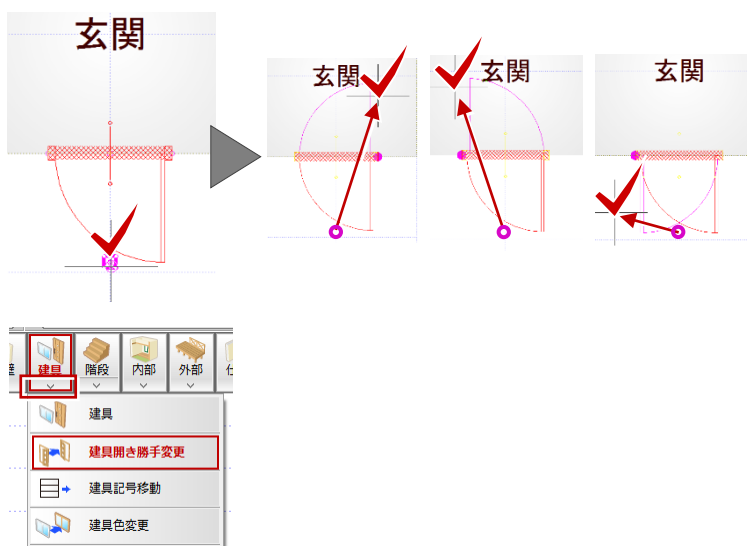 玄関
玄関
玄関
玄関
建具
階段
内部
外部
建具
建具開き勝手変更
建具記号移動
建具色変更